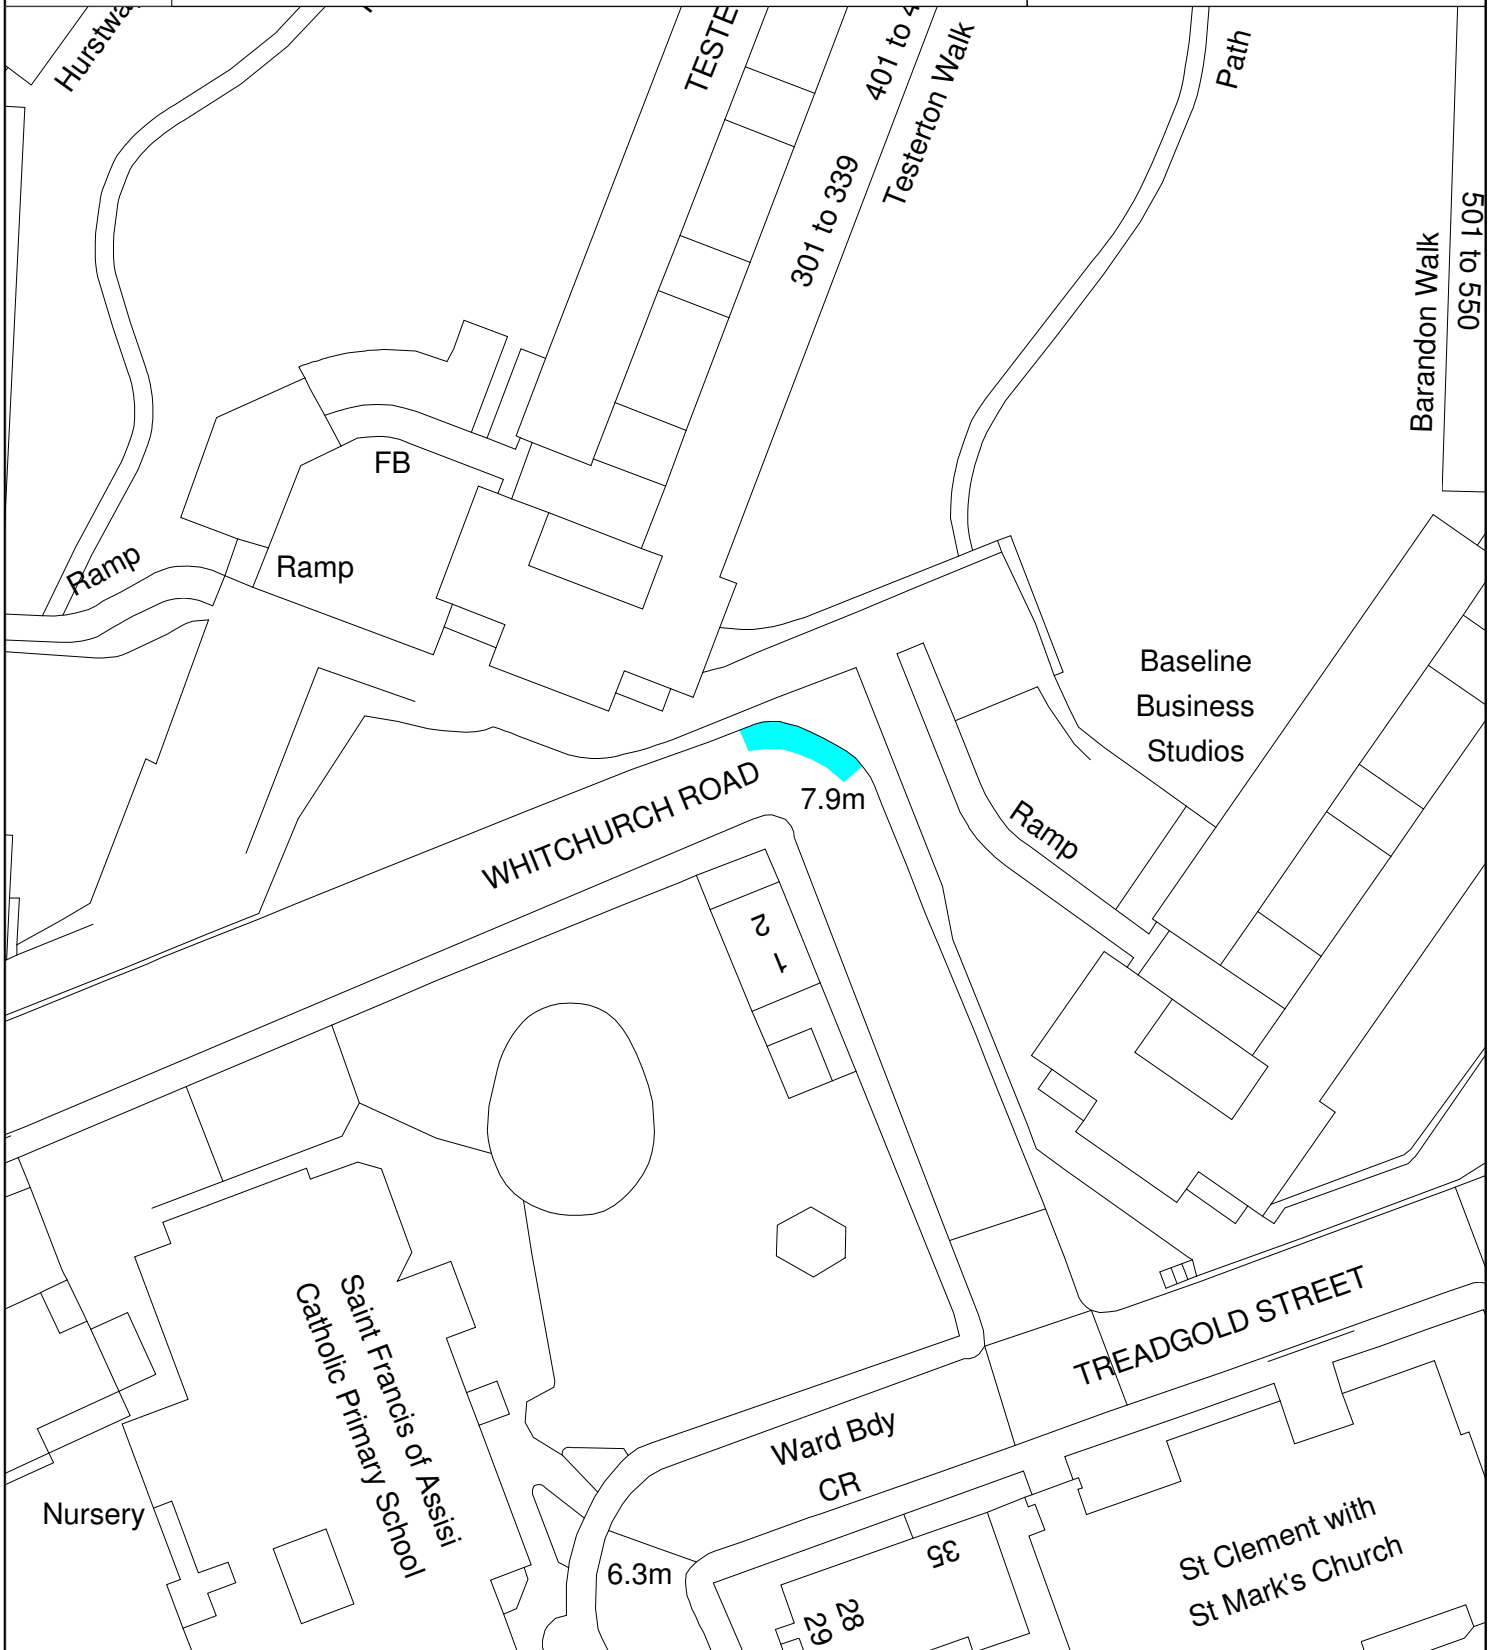 TESTE
401 to 4
Testerton Walk
Path
301 to 339
501 to 550
Barandon Walk
FB
Ramp
Ramp
Baseline
Business
Studios
WHITCHURCH ROAD
7.9m
Ramp
2
1
Saint Francis of Assisi
Catholic Primary School
TREADGOLD STREET
Ward Bdy
CR
Nursery
35
St Clement with
St Mark's Church
6.3m
28
29